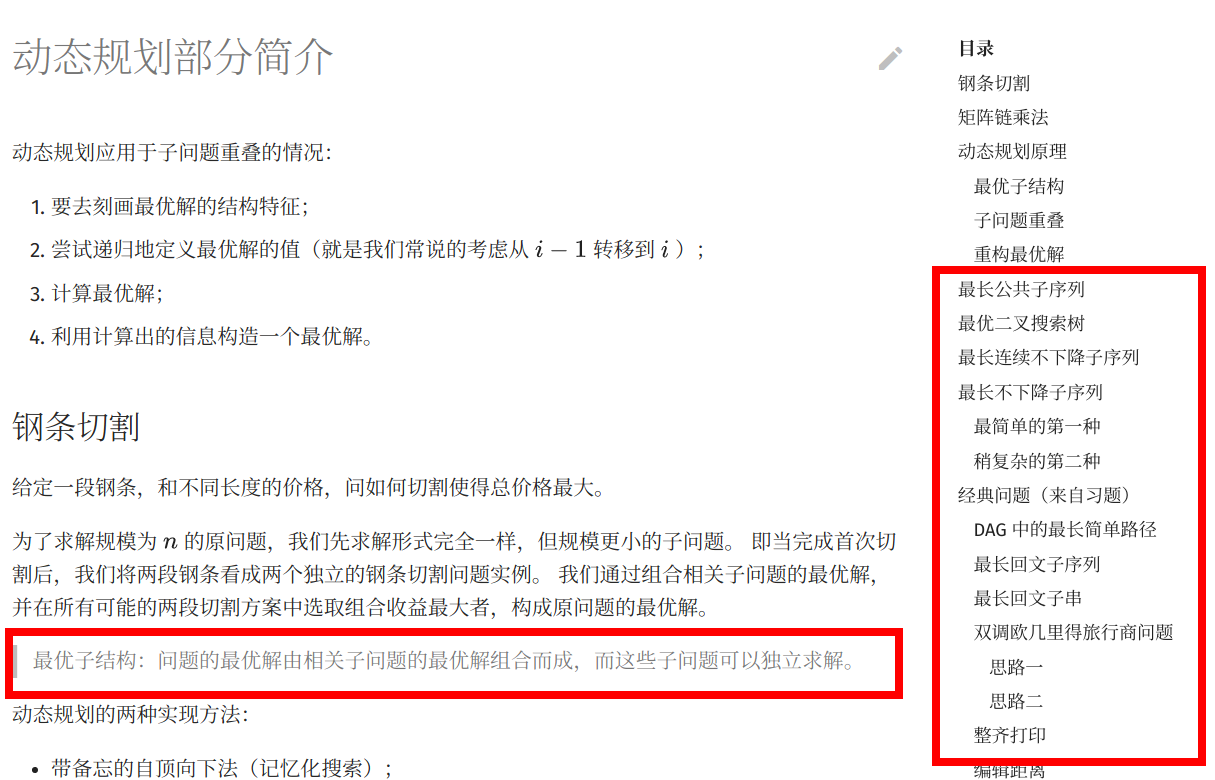 动态规划部分简介
动态规划应用于子问题重叠的情况：
1. 要去刻画最优解的结构特征；
2. 尝试递归地定义最优解的值（就是我们常说的考虑从 i − 1 转移到 i ）；
3. 计算最优解；
4. 利用计算出的信息构造一个最优解。
钢条切割
给定一段钢条，和不同长度的价格，问如何切割使得总价格最大。
为了求解规模为 n 的原问题，我们先求解形式完全一样，但规模更小的子问题。 即当完成首次切
割后，我们将两段钢条看成两个独立的钢条切割问题实例。 我们通过组合相关子问题的最优解，
并在所有可能的两段切割方案中选取组合收益最大者，构成原问题的最优解。
最优子结构：问题的最优解由相关子问题的最优解组合而成，而这些子问题可以独立求解。
动态规划的两种实现方法：
• 带备忘的自顶向下法（记忆化搜索）；
目录
钢条切割
矩阵链乘法
动态规划原理
最优子结构
子问题重叠
重构最优解
最长公共子序列
最优二叉搜索树
最长连续不下降子序列
最长不下降子序列
最简单的第一种
稍复杂的第二种
经典问题（来自习题）
DAG 中的最长简单路径
最长回文子序列
最长回文子串
双调欧几里得旅行商问题
思路一
思路二
整齐打印
编辑距离